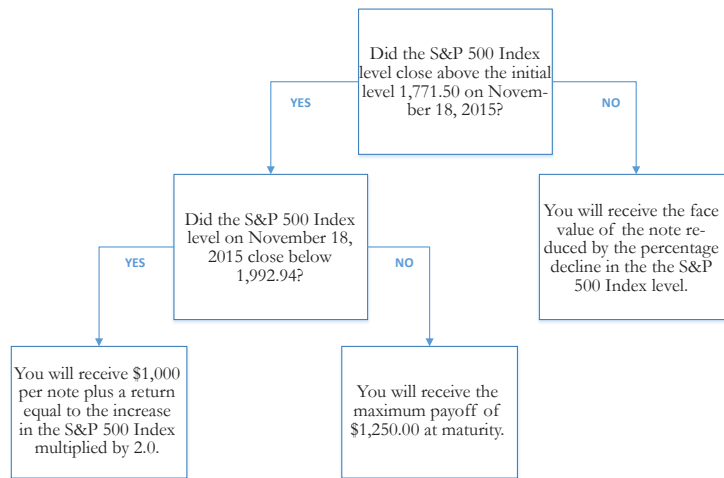 Did the S&P 500 Index
level close above the initial
level 1,771.50 on Novem-
ber 18, 2015?
YES
NO
Did the S&P 500 Index
level on November 18,
2015 close below
1,992.94?
You will receive the face
value of the note re-
duced by the percentage
decline in the the S&P
500 Index level.
YES
NO
You will receive $1,000
per note plus a return
equal to the increase
in the S&P 500 Index
multiplied by 2.0.
You will receive the
maximum payoff of
$1,250.00 at maturity.